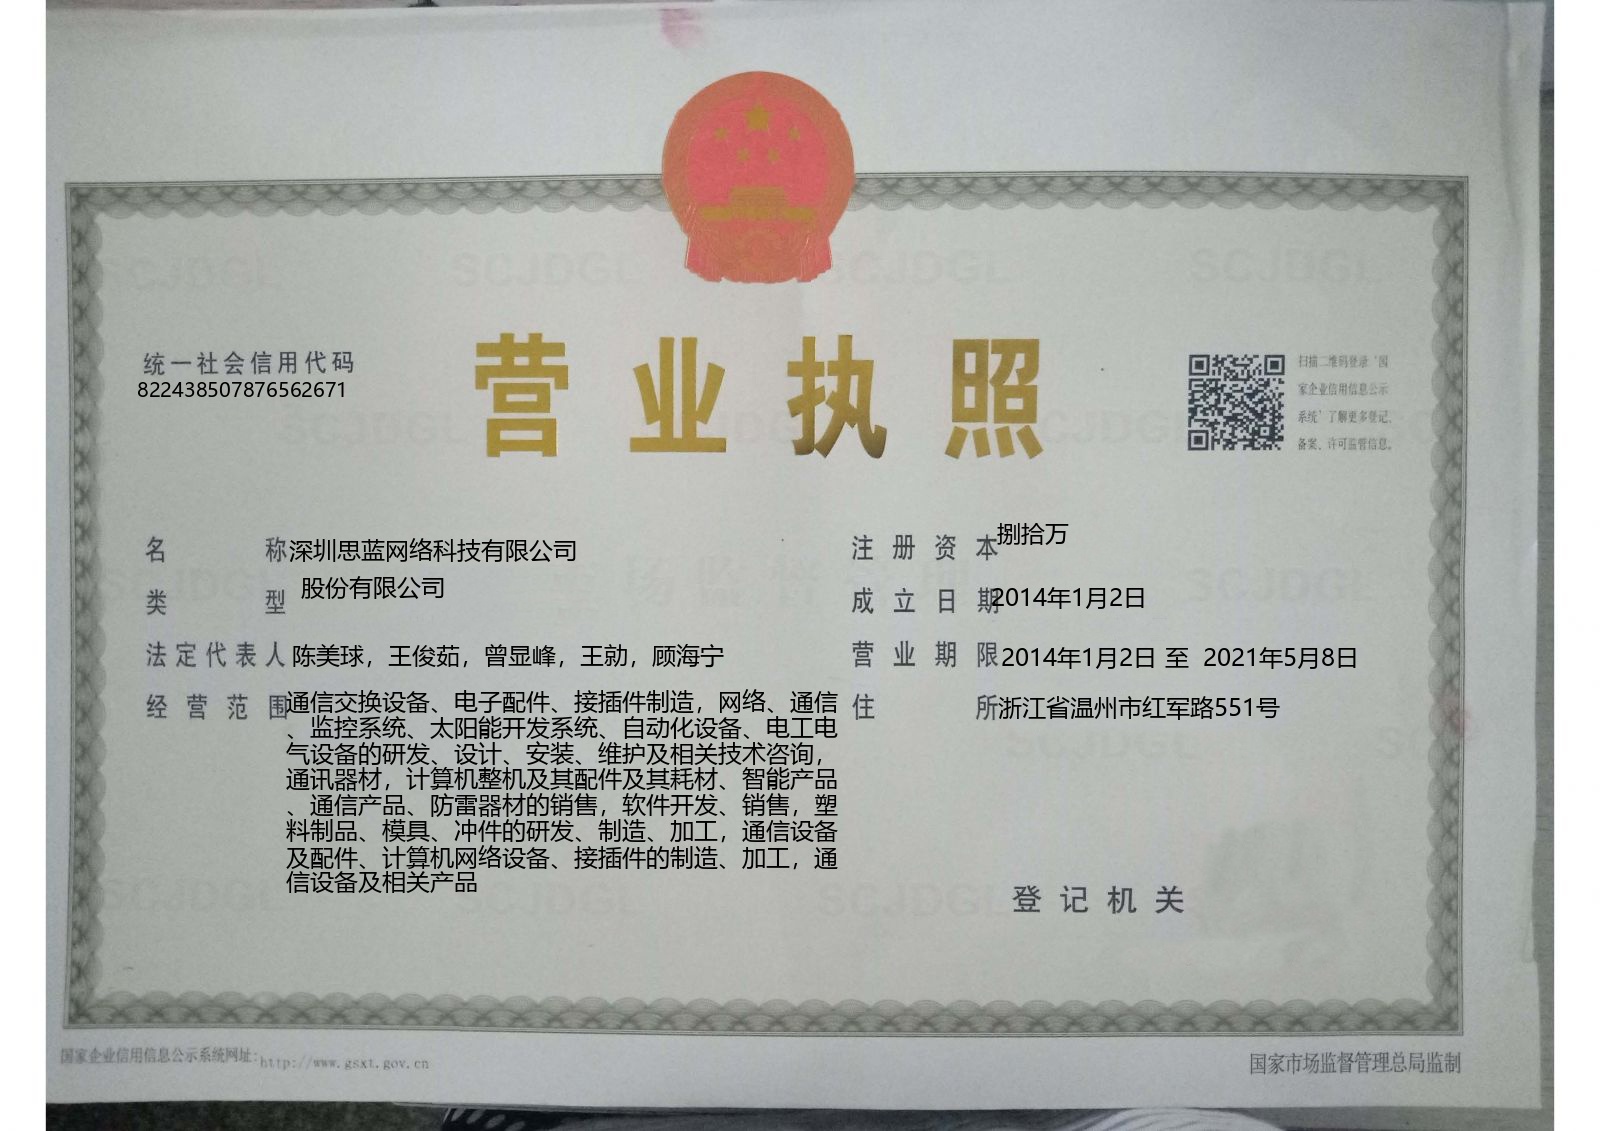 营业执照
统一社会信用代码
822438507876562671
扫描二维码登录‘国
家企业信用信息公示
系统’了解更多登记、
备案、许可监管信息。
名 称深圳思蓝网络科技有限公司
类 型 股份有限公司
法定代表人 陈美球，王俊茹，曾显峰，王勍，顾海宁
经营范围通信交换设备、电子配件、接插件制造，网络、通信
、监控系统、太阳能开发系统、自动化设备、电工电
气设备的研发、设计、安装、维护及相关技术咨询，
通讯器材，计算机整机及其配件及其耗材、智能产品
、通信产品、防雷器材的销售，软件开发、销售，塑
料制品、模具、冲件的研发、制造、加工，通信设备
及配件、计算机网络设备、接插件的制造、加工，通
信设备及相关产品
注册资本捌拾万
成立日期2014年1月2日
营业期限2014年1月2日 至 2021年5月8日
住 所浙江省温州市红军路551号
登记机关
国家企业信用信息公示系统网址：http://www.gsxt.gov.cn
国家市场监督管理总局监制